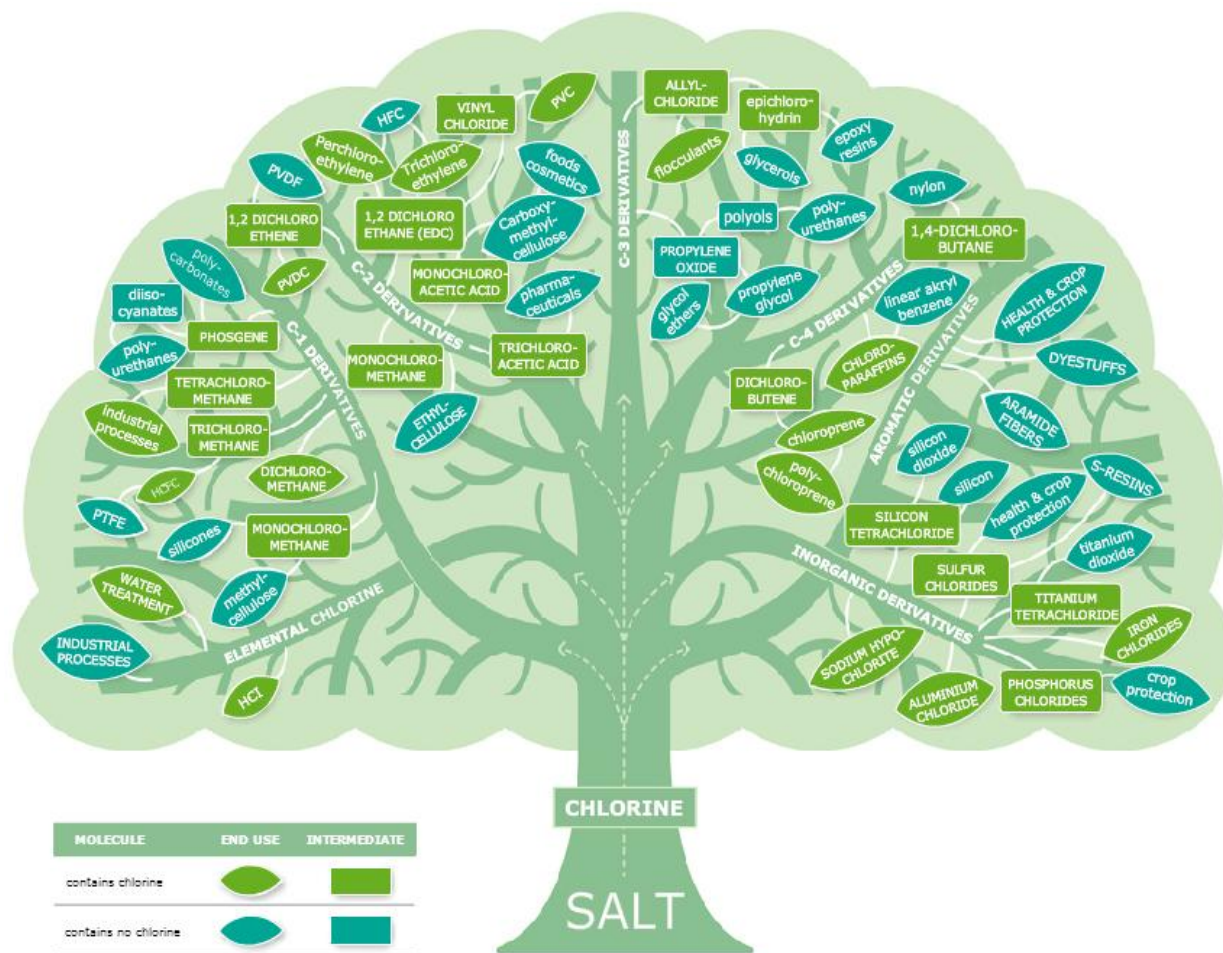 ALLYL-
CHLORIDE
PVC
VINYL
CHLORIDE
epichloro-
hydrin
HFC
epoxy
resins
Perchloro-
ethylene
Trichloro-
ethylene
flocculants
glycerols
foods
cosmetics
PVDF
nylon
1,2 DICHLORO
ETHENE
1,2 DICHLORO
ETHANE (EDC)
Carboxy-
methyl-
cellulose
C-3 DERIVATIVES
polyols
poly-
urethanes
1,4-DICHLORO-
BUTANE
poly-
carbonates
PVDC
C-2 DERIVATIVES
MONOCHLORO-
ACETIC ACID
pharma-
ceuticals
PROPYLENE
OXIDE
propylene
glycol
glycol
ethers
linear akryl
benzene
HEALTH & CROP
PROTECTION
diiso-
cyanates
PHOSGENE
poly-
urethanes
C-1 DERIVATIVES
TRICHLORO-
ACETIC ACID
C-4 DERIVATIVES
CHLORO-
PARAFFINS
AROMATIC DERIVATIVES
DYESTUFFS
MONOCHLORO-
METHANE
TETRACHLORO-
METHANE
DICHLORO-
BUTENE
ETHYL-
CELLULOSE
ARAMIDE
FIBERS
Industrial
processes
TRICHLORO-
METHANE
chloroprene
silicon
dioxide
poly-
chloroprene
silicon
S-RESINS
DICHLORO-
METHANE
HCFC
health & crop
protection
PTFE
silicones
MONOCHLORO-
METHANE
SILICON
TETRACHLORIDE
titanium
dioxide
INORGANIC DERIVATIVES
SULFUR
CHLORIDES
WATER
TREATMENT
methyl-
cellulose
TITANIUM
TETRACHLORIDE
ELEMENTAL CHLORINE
IRON
CHLORIDES
INDUSTRIAL
PROCESSES
SODIUM HYPO-
CHLORITE
HCI
ALUMINIUM
CHLORIDE
PHOSPHORUS
CHLORIDES
crop
protection
CHLORINE
SALT
MOLECULE END USE INTERMEDIATE
contains chlorine
contains no chlorine